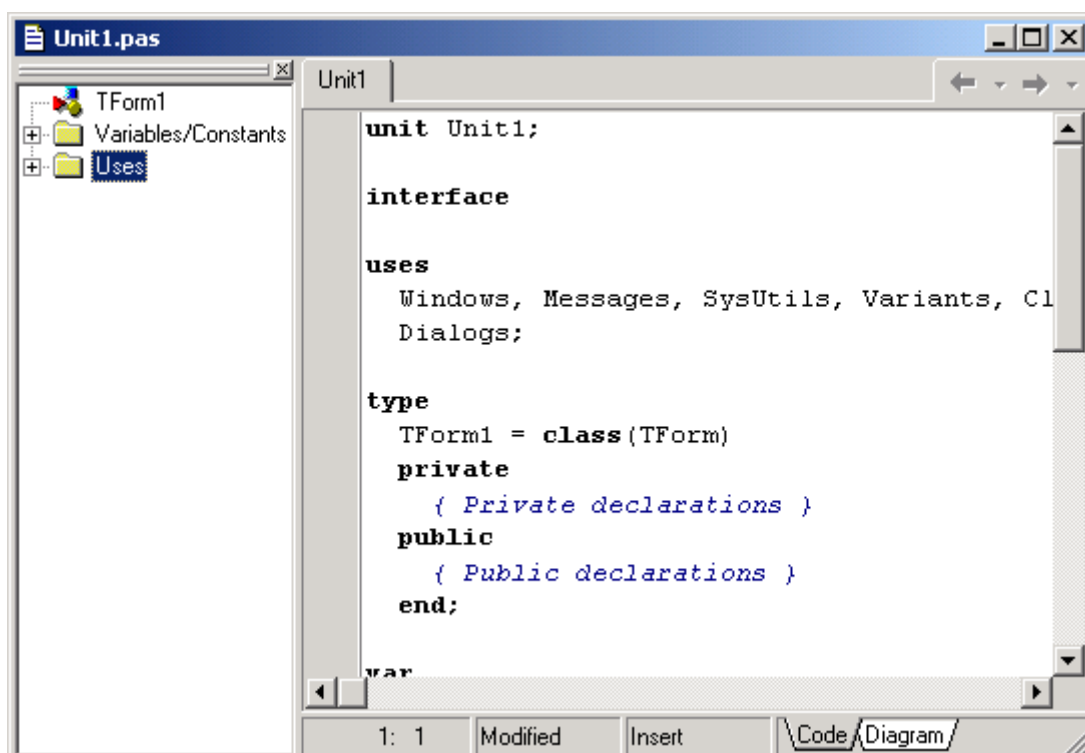 Unit1.pas
TForm1
Variables/Constants
Uses
Unit1
unit Unit1;
interface
uses
Windows, Messages, SysUtils, Variants, Cl
Dialogs;
type
TForm1 = class(TForm)
private
{ Private declarations }
public
{ Public declarations }
end;
var
1: 1 Modified Insert Code Diagram